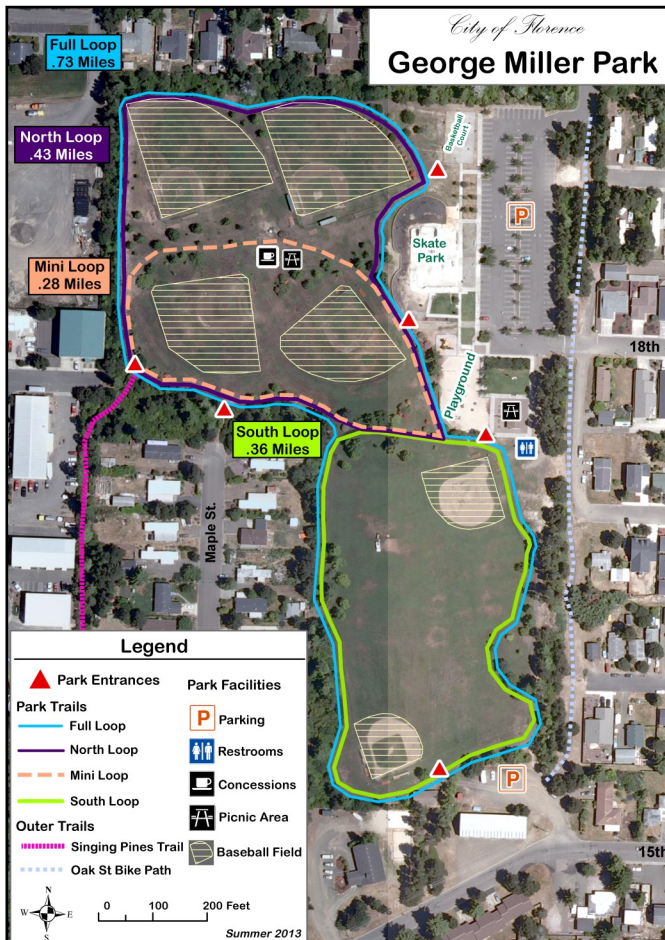 City of Florence
George Miller Park
Full Loop
.73 Miles
North Loop
.43 Miles
Basketball
Court
P
Skate
Park
Mini Loop
.28 Miles
18th
Playground
South Loop
.36 Miles
Maple St.
P
15th
Legend
Park Entrances
Park Trails
Full Loop
North Loop
Mini Loop
South Loop
Outer Trails
Singing Pines Trail
Oak St Bike Path
Park Facilities
P Parking
Restrooms
Concessions
Picnic Area
Baseball Field
N
W E
S
0 100 200 Feet
Summer 2013